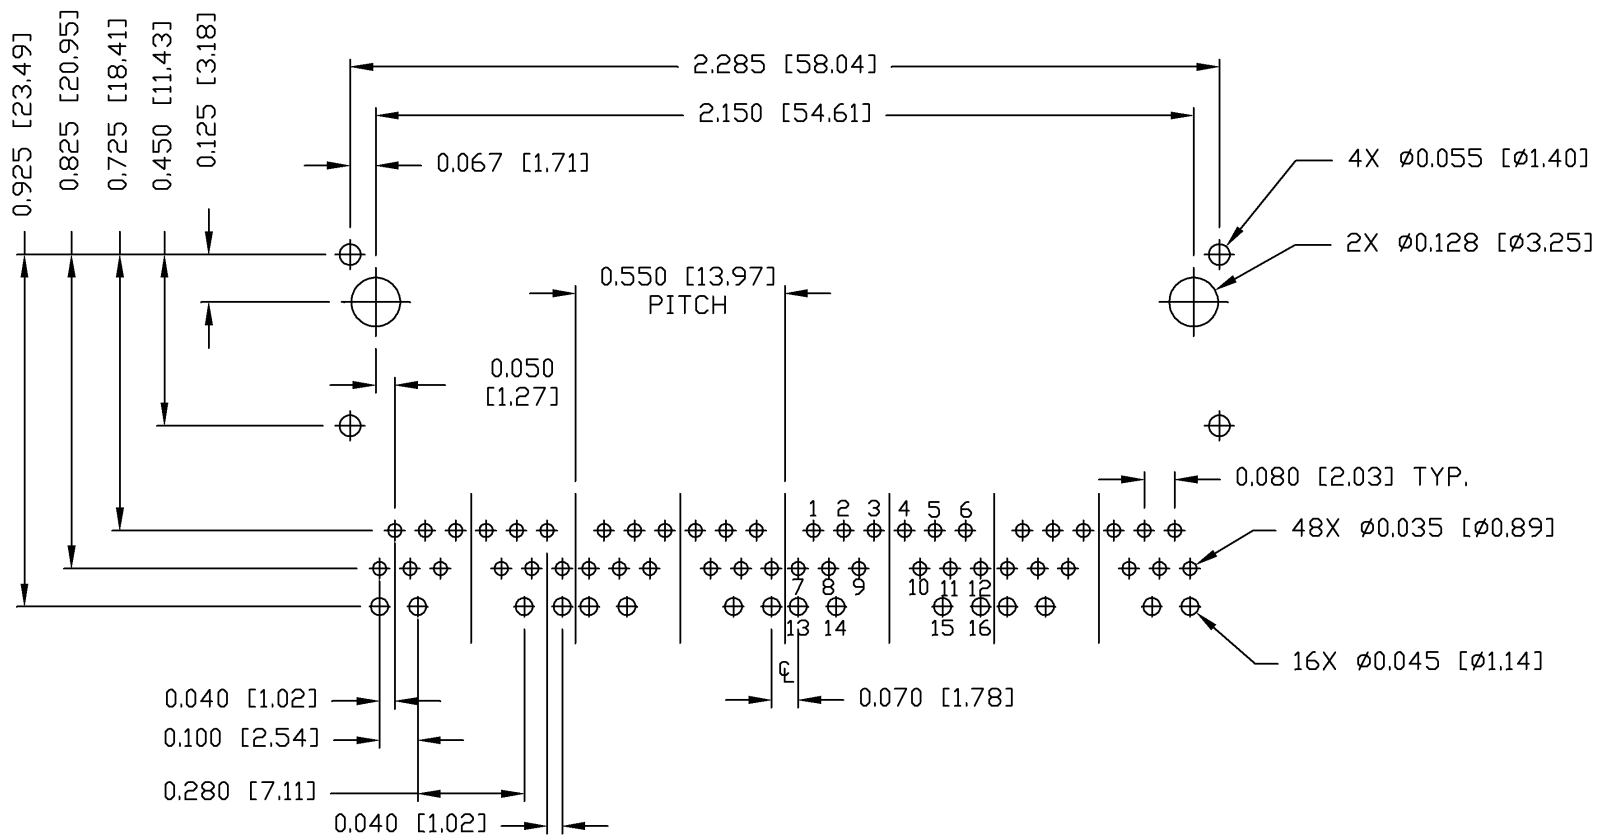 0.925 [23.49]
0.825 [20.95]
0.725 [18.41]
0.450 [11.43]
0.125 [3.18]
2.285 [58.04]
2.150 [54.61]
0.067 [1.71]
4X Ø0.055 [Ø1.40]
2X Ø0.128 [Ø3.25]
0.550 [13.97]
PITCH
0.050
[1.27]
0.080 [2.03] TYP.
1 2 3 4 5 6
48X Ø0.035 [Ø0.89]
7 8 9 10 11 12
13 14 15 16
16X Ø0.045 [Ø1.14]
℄
0.040 [1.02]
0.070 [1.78]
0.100 [2.54]
0.280 [7.11]
0.040 [1.02]